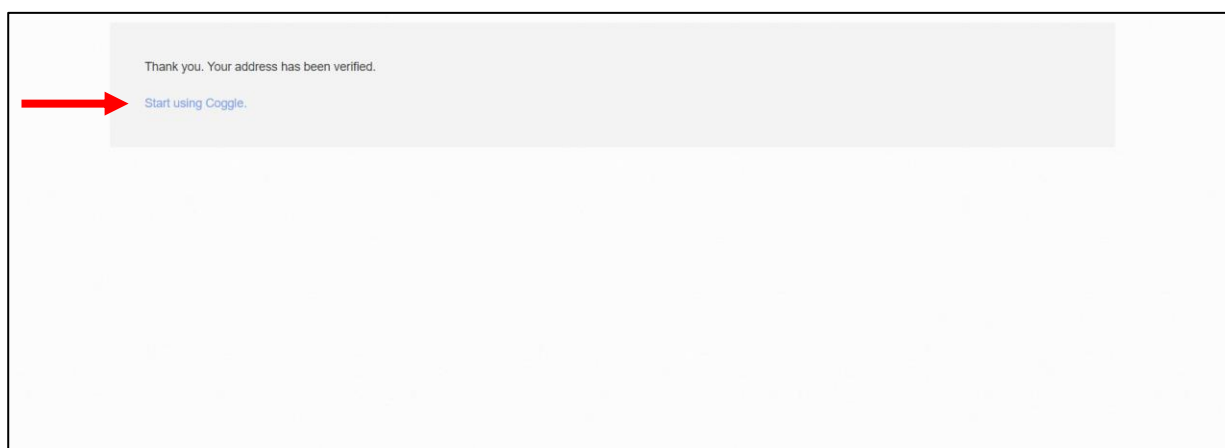 Thank you. Your address has been verified.
Start using Coggle.